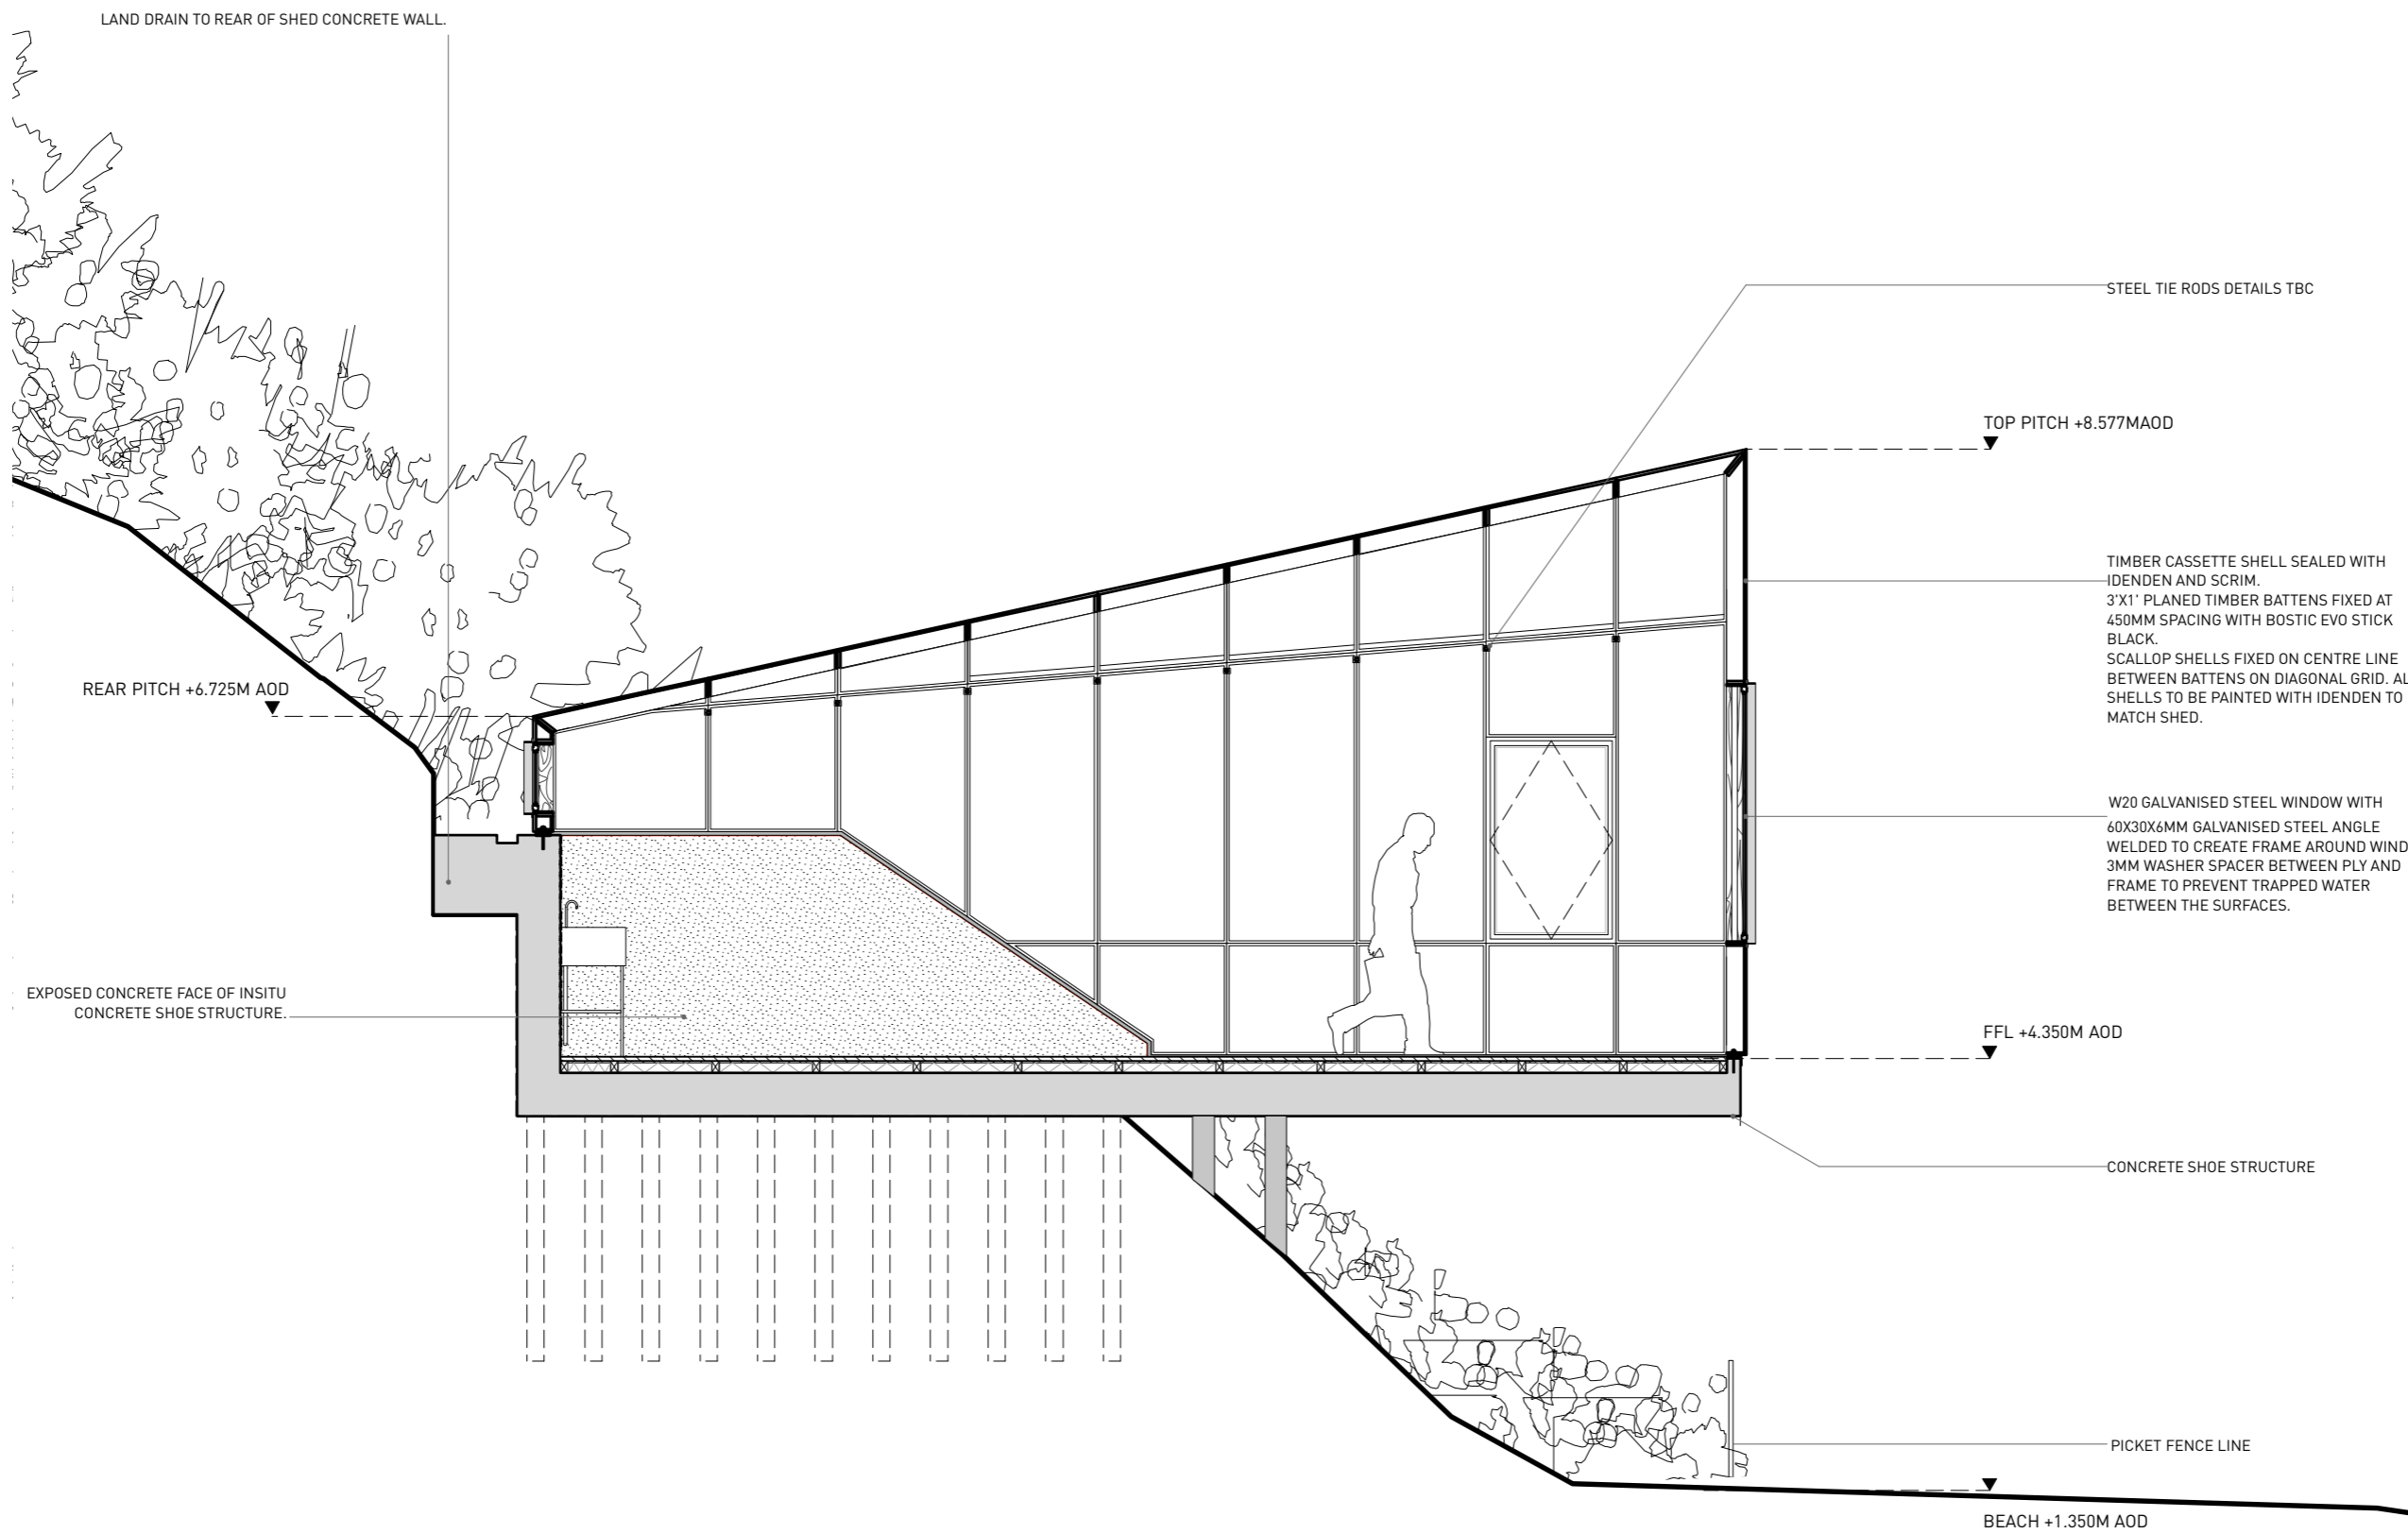 LAND DRAIN TO REAR OF SHED CONCRETE WALL.
STEEL TIE RODS DETAILS TBC
TOP PITCH +8.577MAOD
TIMBER CASSETTE SHELL SEALED WITH
IDENDEN AND SCRIM.
3'X1' PLANED TIMBER BATTENS FIXED AT
450MM SPACING WITH BOSTIC EVO STICK
BLACK.
SCALLOP SHELLS FIXED ON CENTRE LINE
BETWEEN BATTENS ON DIAGONAL GRID. AL
SHELLS TO BE PAINTED WITH IDENDEN TO
MATCH SHED.
REAR PITCH +6.725M AOD
W20 GALVANISED STEEL WINDOW WITH
60X30X6MM GALVANISED STEEL ANGLE
WELDED TO CREATE FRAME AROUND WIND
3MM WASHER SPACER BETWEEN PLY AND
FRAME TO PREVENT TRAPPED WATER
BETWEEN THE SURFACES.
EXPOSED CONCRETE FACE OF INSITU
CONCRETE SHOE STRUCTURE.
FFL +4.350M AOD
CONCRETE SHOE STRUCTURE
PICKET FENCE LINE
BEACH +1.350M AOD